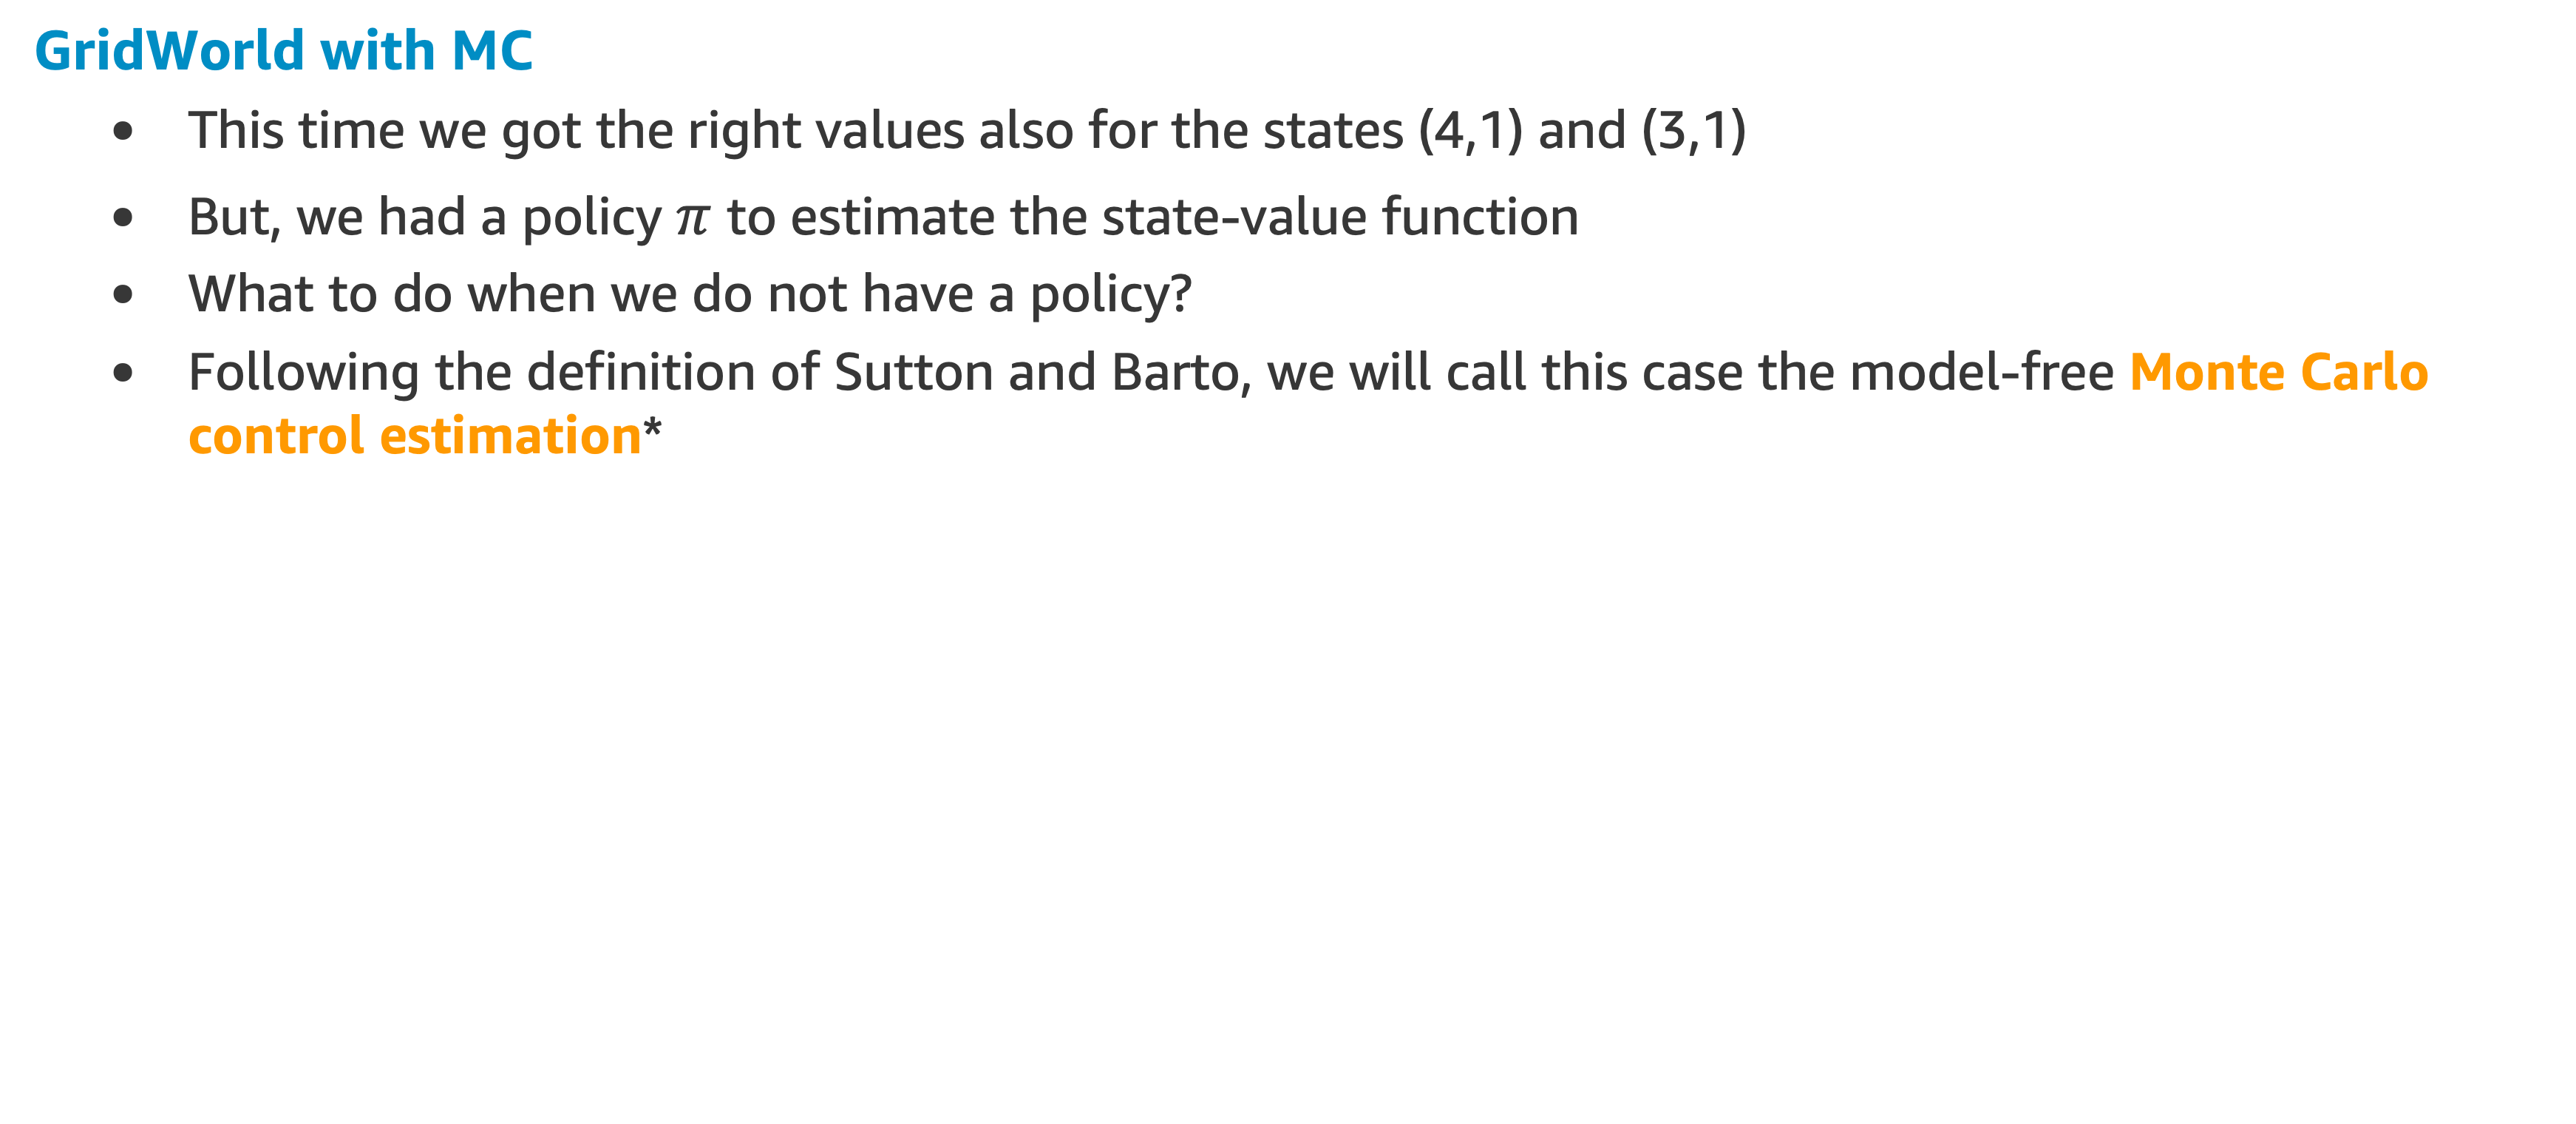 GridWorld with MC
• This time we got the right values also for the states (4,1) and (3,1)
• But, we had a policy π to estimate the state-value function
• What to do when we do not have a policy?
• Following the definition of Sutton and Barto, we will call this case the model-free Monte Carlo
control estimation*